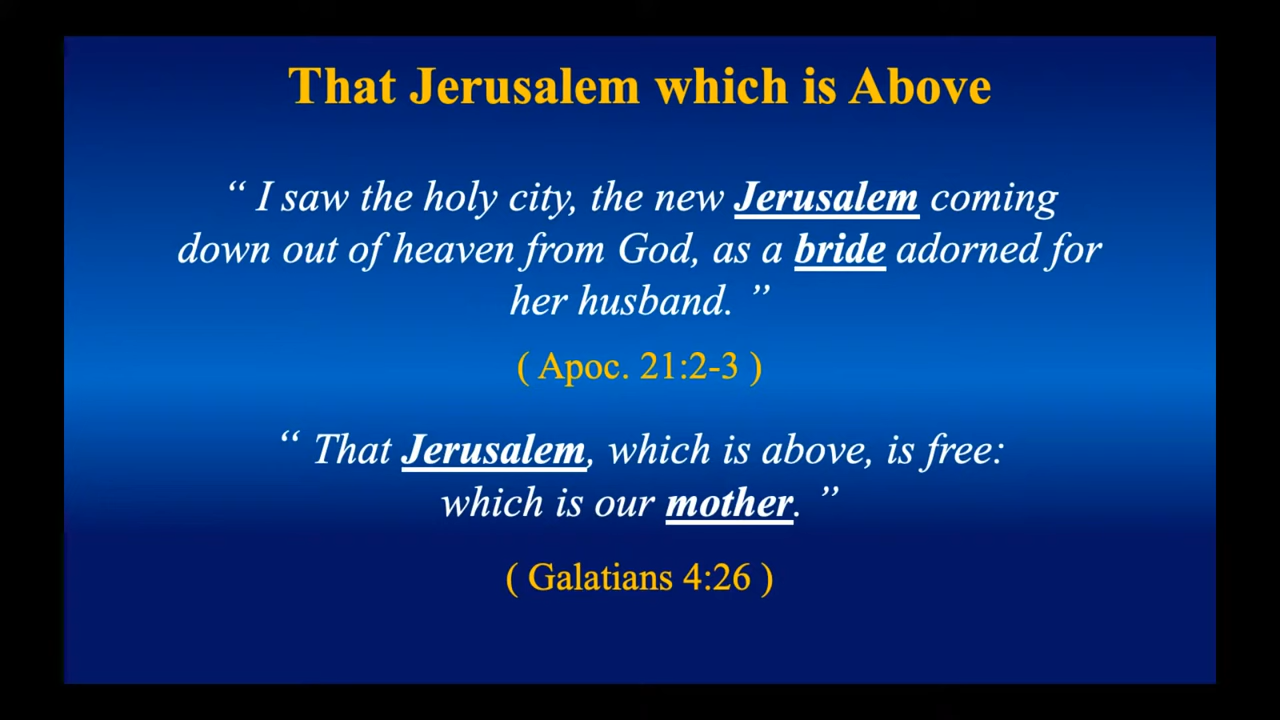 That Jerusalem which is Above
“ I saw the holy city, the new Jerusalem coming
down out of heaven from God, as a bride adorned for
her husband. ”
( Apoc. 21:2-3 )
“ That Jerusalem, which is above, is free:
which is our mother. ”
( Galatians 4:26 )